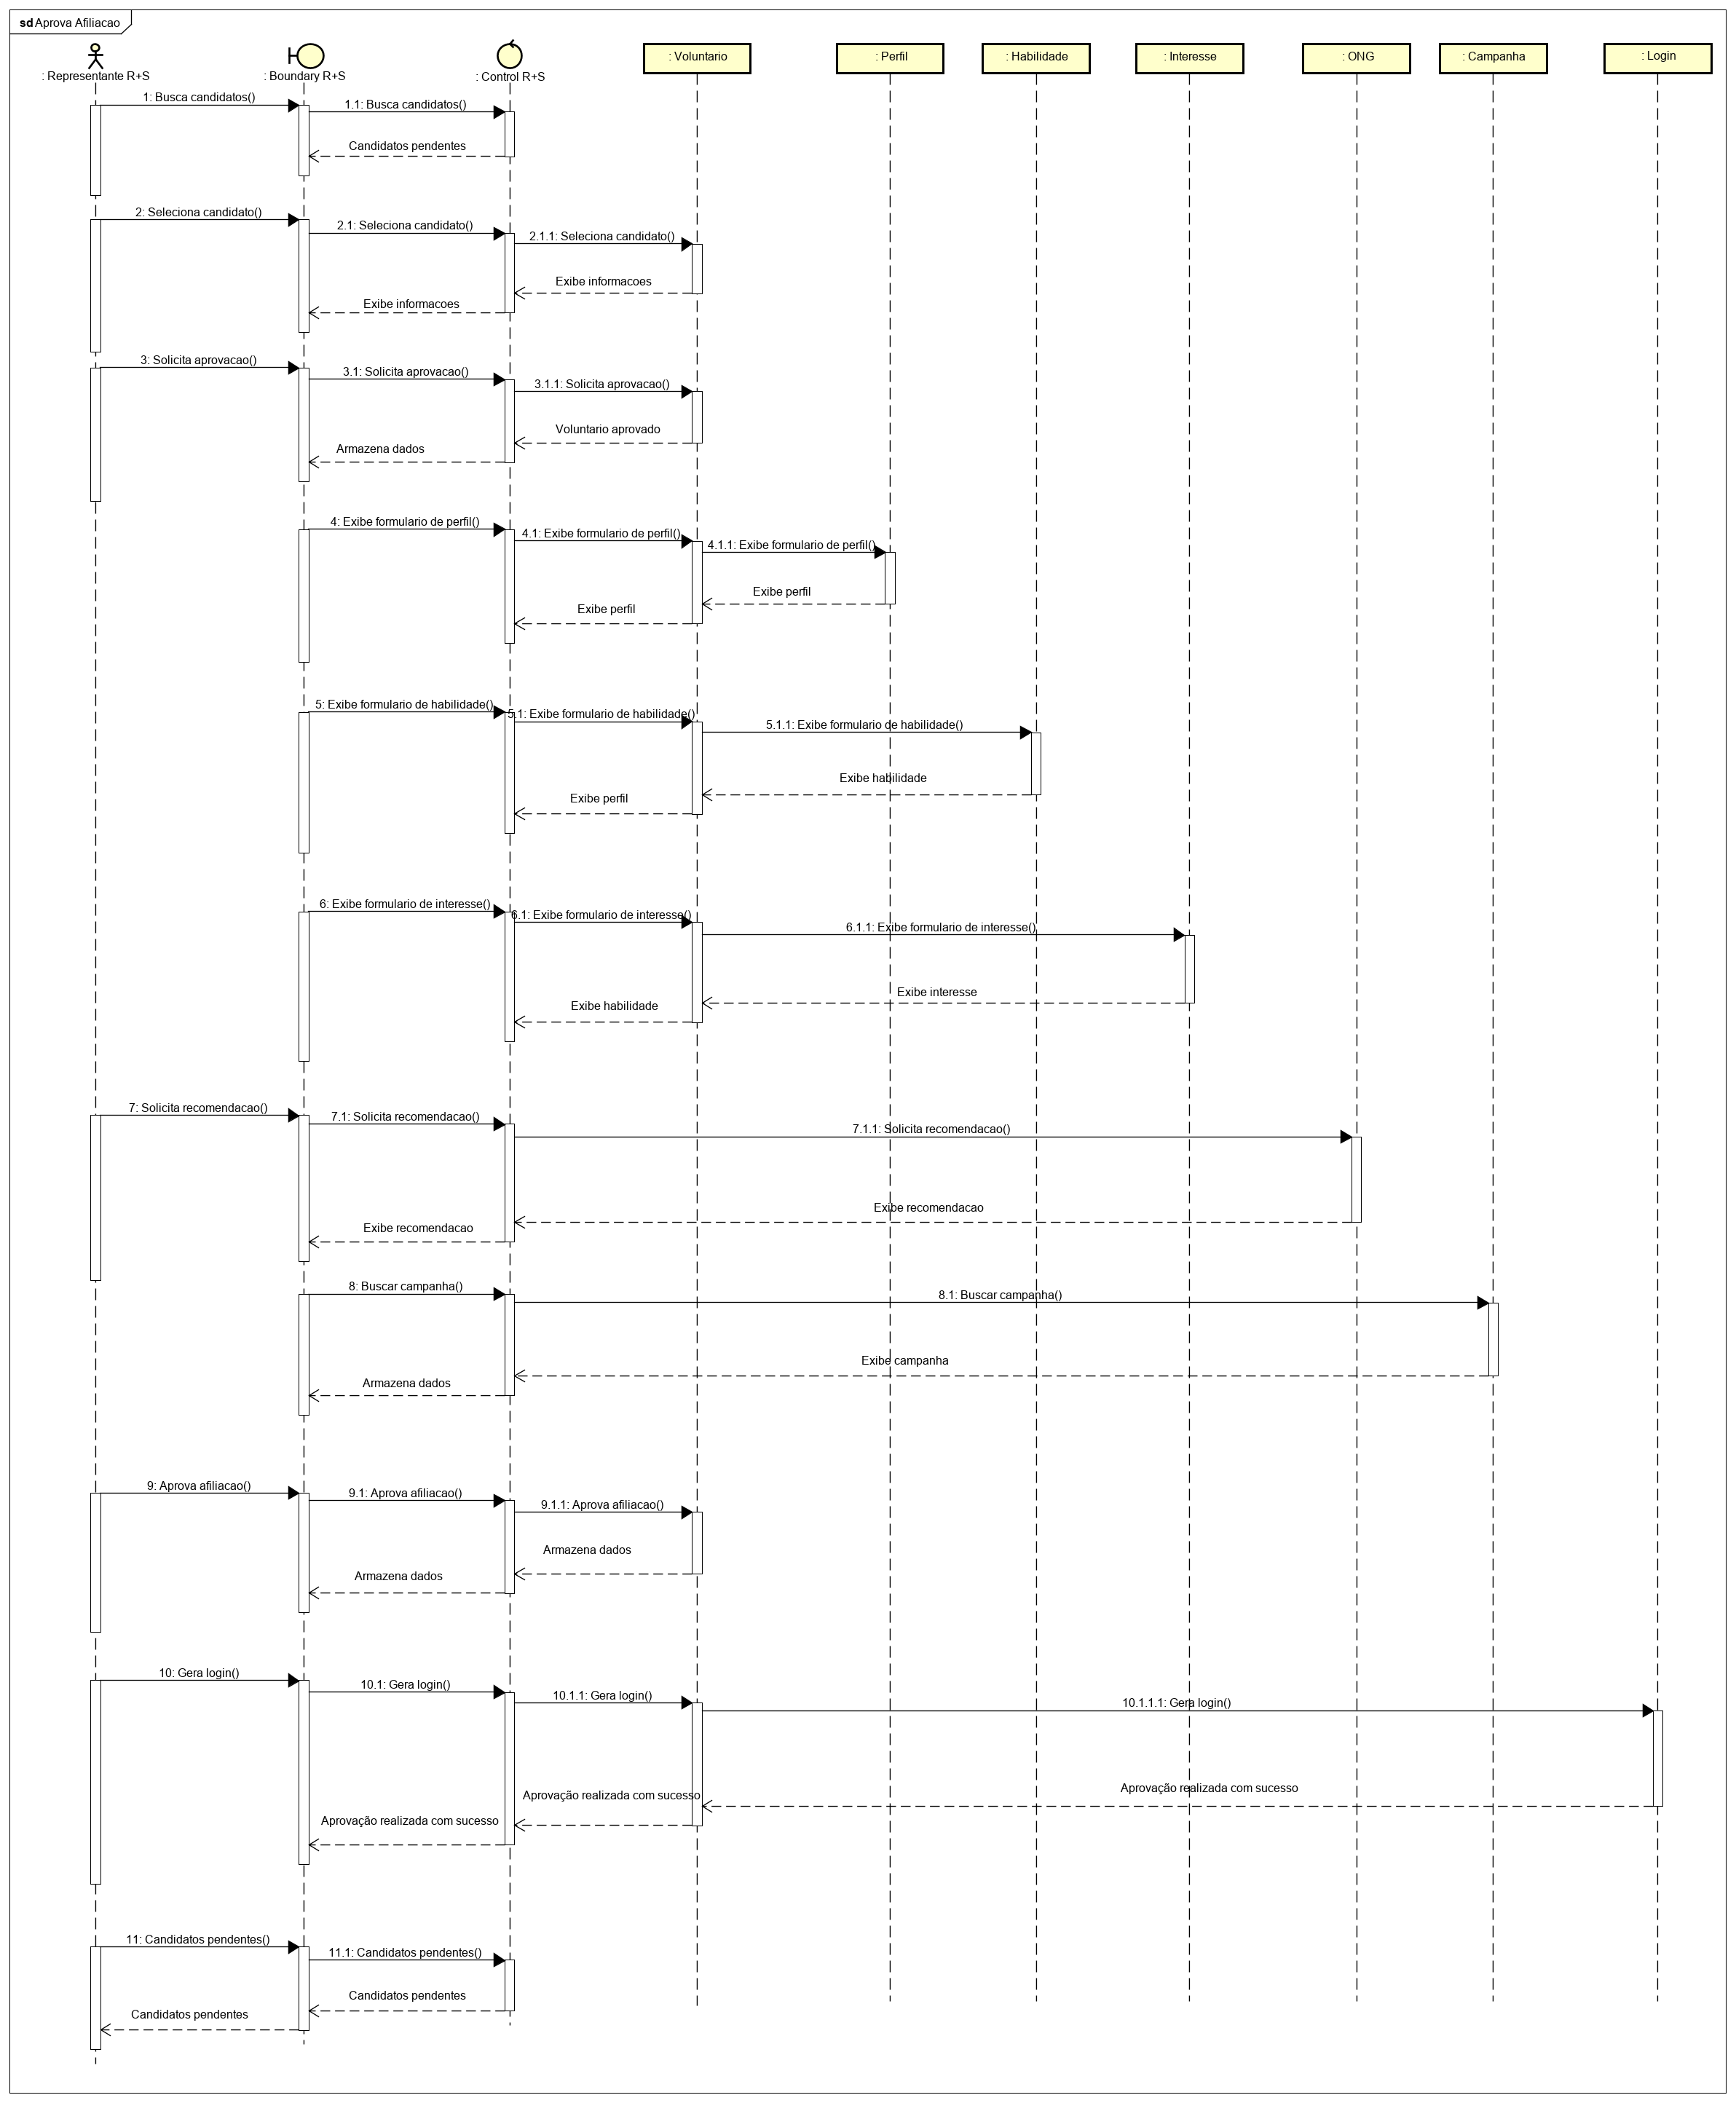 sd Aprova Afiliacao
: Representante R+S
: Boundary R+S
: Control R+S
: Voluntario
: Perfil
: Habilidade
: Interesse
: ONG
: Campanha
: Login
1: Busca candidatos()
1.1: Busca candidatos()
Candidatos pendentes
2: Seleciona candidato()
2.1: Seleciona candidato()
2.1.1: Seleciona candidato()
Exibe informacoes
Exibe informacoes
3: Solicita aprovacao()
3.1: Solicita aprovacao()
3.1.1: Solicita aprovacao()
Voluntario aprovado
Armazena dados
4: Exibe formulario de perfil()
4.1: Exibe formulario de perfil()
4.1.1: Exibe formulario de perfil()
Exibe perfil
Exibe perfil
5: Exibe formulario de habilidade()
5.1: Exibe formulario de habilidade()
5.1.1: Exibe formulario de habilidade()
Exibe habilidade
Exibe perfil
6: Exibe formulario de interesse()
6.1: Exibe formulario de interesse()
6.1.1: Exibe formulario de interesse()
Exibe interesse
Exibe habilidade
7: Solicita recomendacao()
7.1: Solicita recomendacao()
7.1.1: Solicita recomendacao()
Exibe recomendacao
Exibe recomendacao
8: Buscar campanha()
8.1: Buscar campanha()
Exibe campanha
Armazena dados
9: Aprova afiliacao()
9.1: Aprova afiliacao()
9.1.1: Aprova afiliacao()
Armazena dados
Armazena dados
10: Gera login()
10.1: Gera login()
10.1.1: Gera login()
10.1.1.1: Gera login()
Aprovação realizada com sucesso
Aprovação realizada com sucesso
Aprovação realizada com sucesso
11: Candidatos pendentes()
11.1: Candidatos pendentes()
Candidatos pendentes
Candidatos pendentes